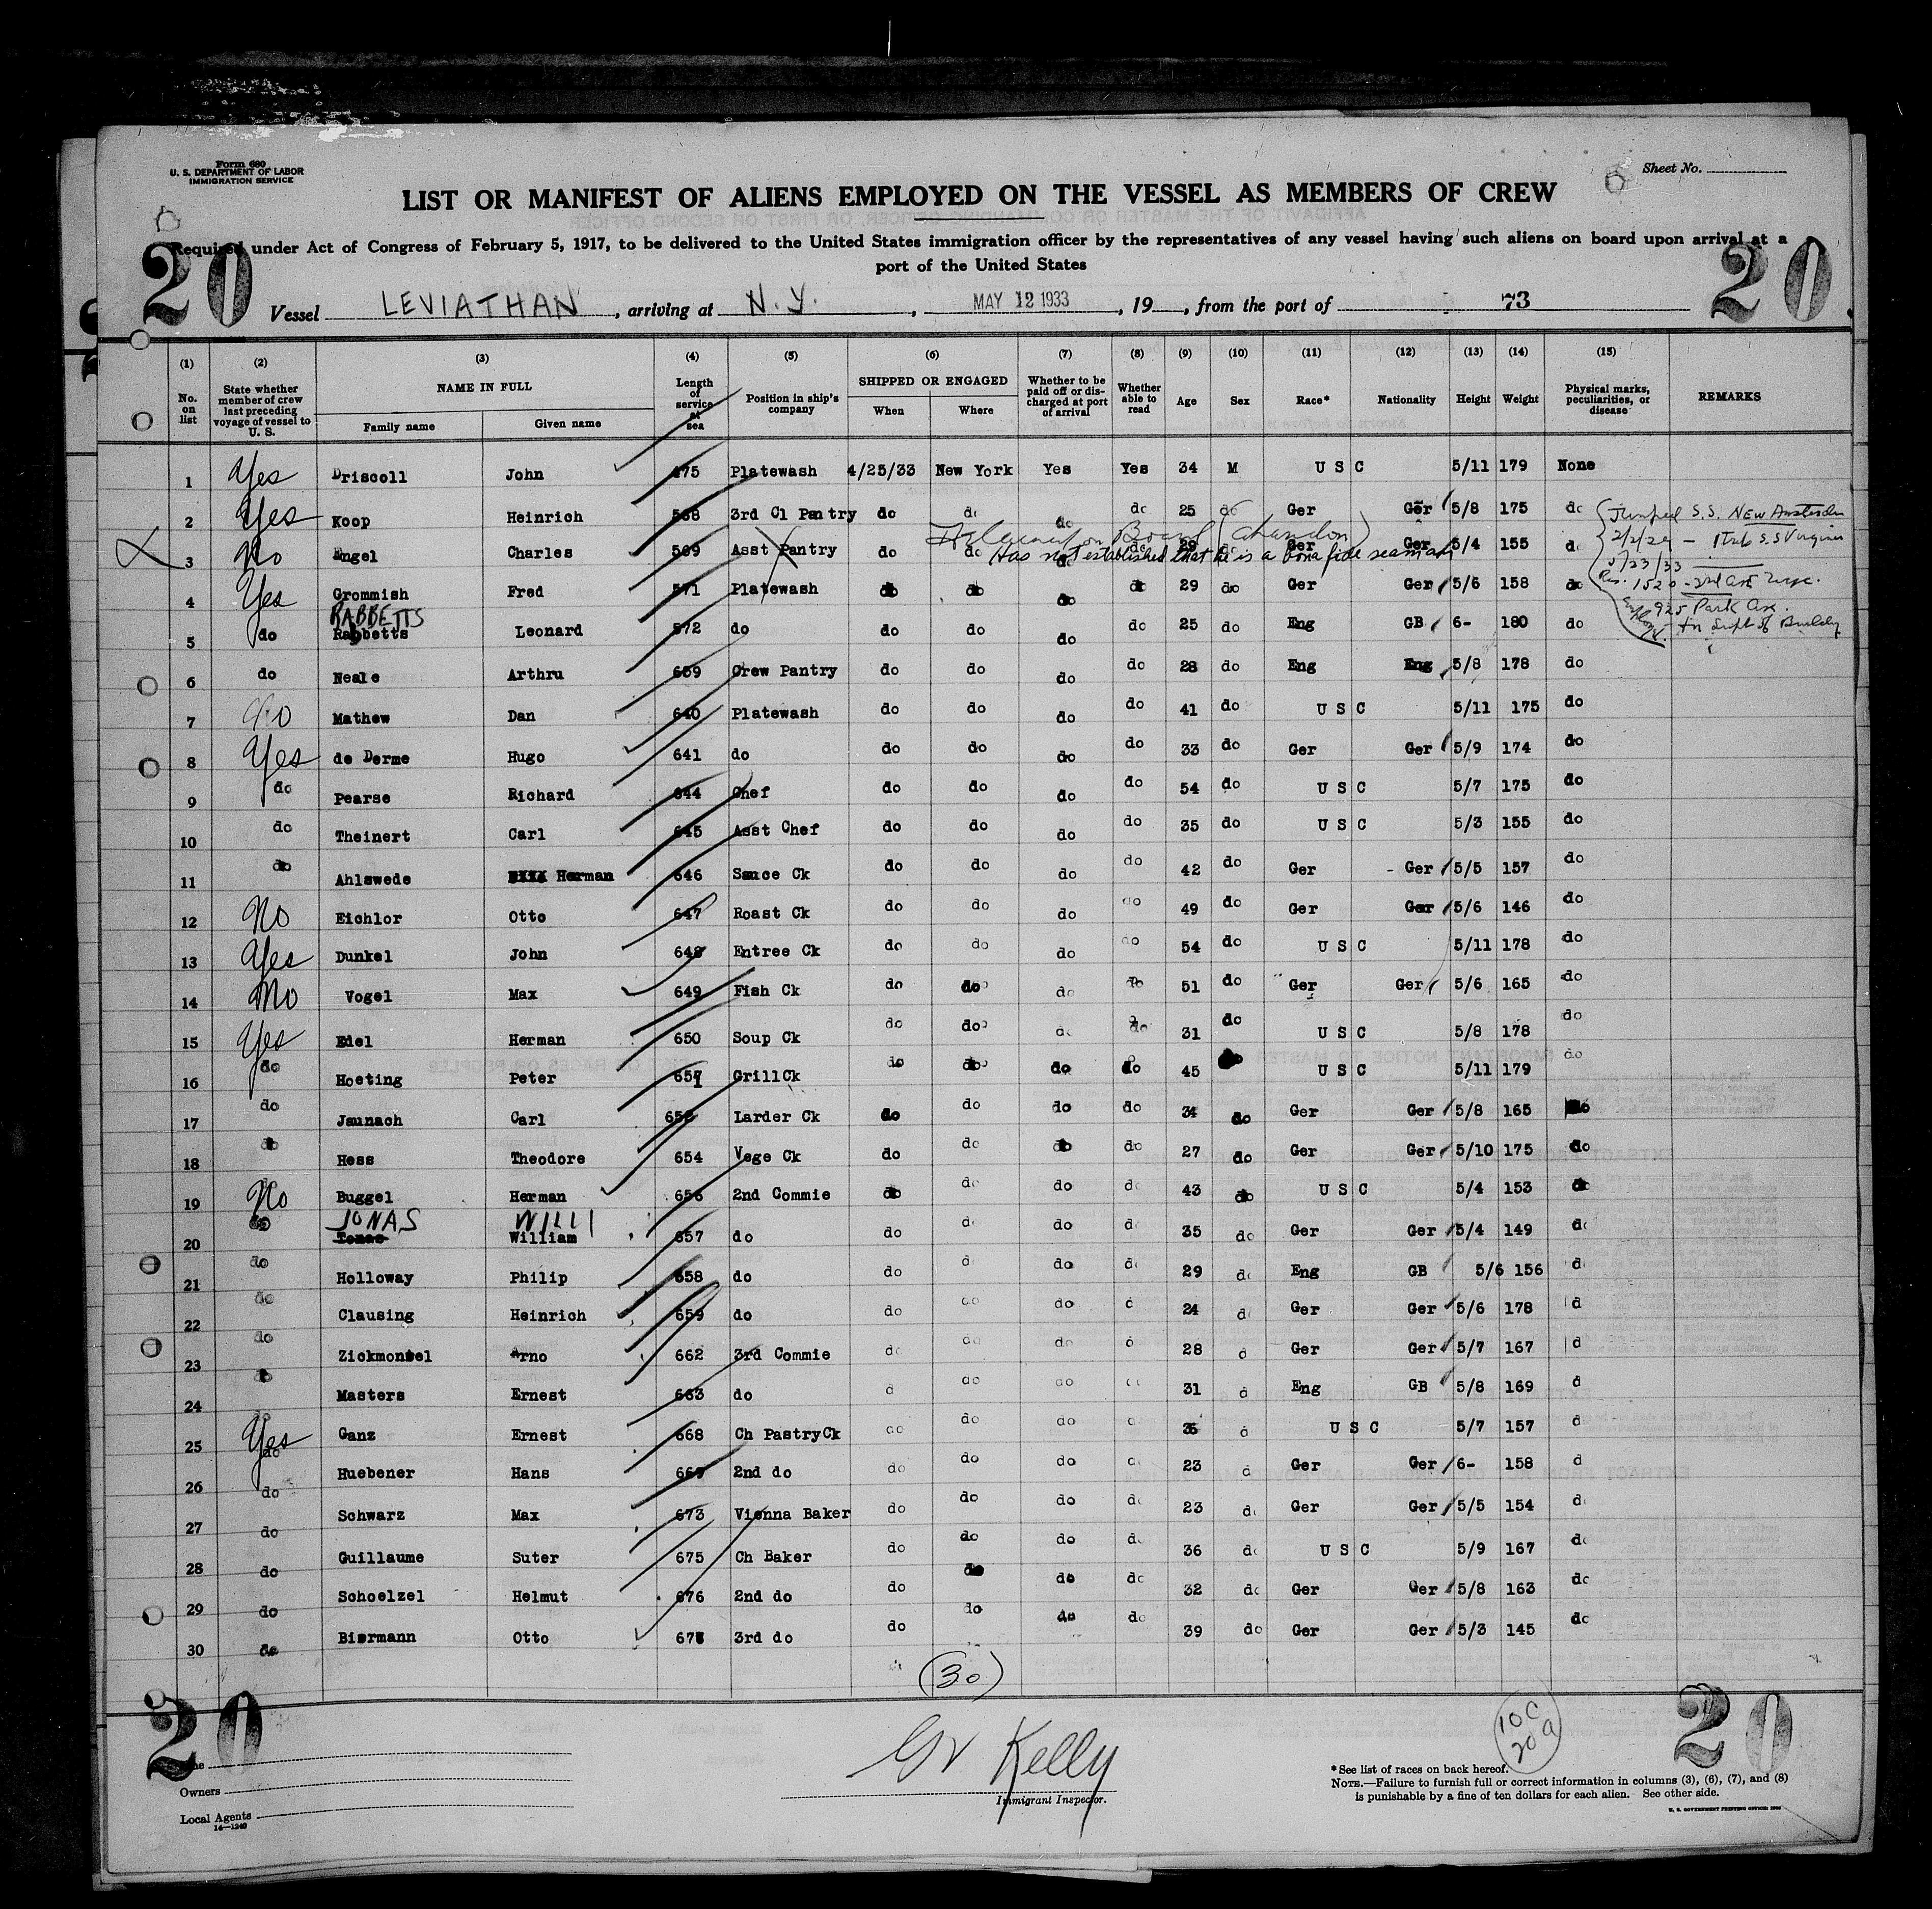 Form 680
U. S. DEPARTMENT OF LABOR
IMMIGRATION SERVICE
Sheet No.
LIST OR MANIFEST OF ALIENS EMPLOYED ON THE VESSEL AS MEMBERS OF CREW
Required under Act of Congress of February 5, 1917, to be delivered to the United States immigration officer by the representatives of any vessel having such aliens on board upon arrival at a
port of the United States
20 20
Vessel LEVIATHAN, arriving at N.Y., MAY 12 1933, 19, from the port of 73
(1) (2) (3) (4) (5) (6) (7) (8) (9) (10) (11) (12) (13) (14) (15)
No. on list State whether member of crew last preceding voyage of vessel to U. S. NAME IN FULL Family name Given name Length of service at sea Position in ship's company SHIPPED OR ENGAGED When Where Whether to be paid off or discharged at port of arrival Whether able to read Age Sex Race* Nationality Height Weight Physical marks, peculiarities, or disease REMARKS
1 Yes Driscoll John 475 Platewash 4/25/33 New York Yes Yes 34 M U S C 5/11 179 None
2 Yes Koop Heinrich 568 3rd Cl Pantry do do do do 25 do Ger Ger 5/8 175 do
Jumped S.S. New Amsterdam
Has not established that he is a bona fide seaman
3 No Engel Charles 569 Asst Pantry do do do do 29 do Ger Ger 5/4 155 d
4 Yes Grommish Fred 571 Platewash do do do do 29 do Ger Ger 5/6 158 do
RABBETTS
925 Park Ave.
5 do Rabbetts Leonard 572 do do do do do 25 do Eng GB 6- 180 do
6 do Neale Arthru 659 Crew Pantry do do do do 28 do Eng Eng 5/8 178 do
7 do Mathew Dan 640 Platewash do do do do 41 do U S C 5/11 175 do
8 Yes de Derme Hugo 641 do do do do do 33 do Ger Ger 5/9 174 do
9 do Pearse Richard 644 Chef do do do do 54 do U S C 5/7 175 do
10 do Theinert Carl 645 Asst Chef do do do do 35 do U S C 5/3 155 do
11 do Ahlswede Herman 646 Sauce Ck do do do do 42 do Ger Ger 5/5 157 do
12 No Eichlor Otto 647 Roast Ck do do do do 49 do Ger Ger 5/6 146 do
13 Yes Dunkel John 648 Entree Ck do do do do 54 do U S C 5/11 178 do
14 No Vogel Max 649 Fish Ck do do do do 51 do Ger Ger 5/6 165 do
15 Yes Edel Herman 650 Soup Ck do do d do 31 do U S C 5/8 178 do
16 do Hoeting Peter 651 GrillCk do do do do 45 do U S C 5/11 179 do
17 do Jaunach Carl Larder Ck do do do do 34 do Ger Ger 5/8 165 do
18 do Hess Theodore 654 Vege Ck do do do do 27 do Ger Ger 5/10 175 do
19 No Buggel Herman 656 2nd Commie do do do do 43 do U S C 5/4 153 do
JONAS WILLI
20 do Tomas William 657 do do d do d 35 do Ger Ger 5/4 149 d
21 do Holloway Philip 658 do do d do d 29 d Eng GB 5/6 156 d
22 do Clausing Heinrich 659 do do do do d 24 d Ger Ger 5/6 178 d
23 do Zickmontel Arno 662 3rd Commie do do do d 28 d Ger Ger 5/7 167 d
24 do Masters Ernest 663 do d do do d 31 d Eng GB 5/8 169 d
25 Yes Ganz Ernest 668 Ch PastryCk do do do d 36 d U S C 5/7 157 d
26 do Huebener Hans 669 2nd do do do do d 23 d Ger Ger 6- 158 d
27 do Schwarz Max 673 Vienna Baker do do do d 23 d Ger Ger 5/5 154 d
28 do Guillaume Suter 675 Ch Baker do do do d 36 d U S C 5/9 167 do
29 do Schoelzel Helmut 676 2nd do do do do do 32 do Ger Ger 5/8 163 do
30 do Biermann Otto 678 3rd do do do do do 39 do Ger Ger 5/3 145 do
(30)
20 20
10 C
20 a
Kelly
Immigrant Inspector.
Owners
Local Agents
14—1240
*See list of races on back hereof.
NOTE.—Failure to furnish full or correct information in columns (3), (6), (7), and (8)
is punishable by a fine of ten dollars for each alien. See other side.